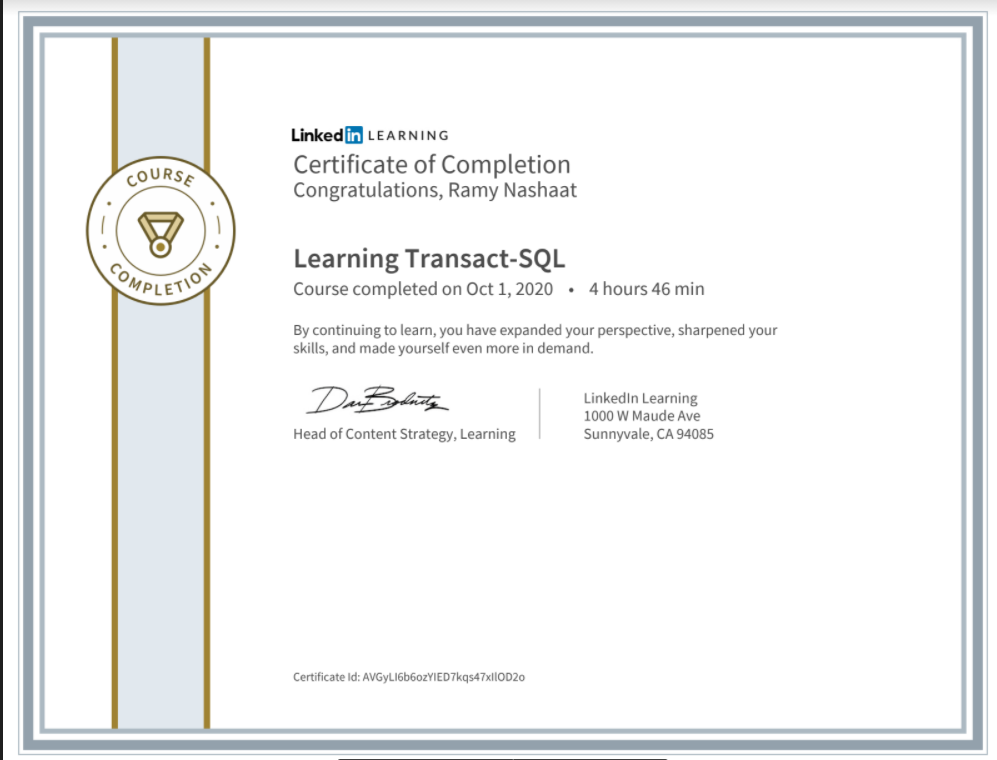 LinkedIn LEARNING
Certificate of Completion
Congratulations, Ramy Nashaat
COURSE
COMPLETION
Learning Transact-SQL
Course completed on Oct 1, 2020 • 4 hours 46 min
By continuing to learn, you have expanded your perspective, sharpened your
skills, and made yourself even more in demand.
Head of Content Strategy, Learning
LinkedIn Learning
1000 W Maude Ave
Sunnyvale, CA 94085
Certificate Id: AVGyLI6b6ozYIED7kqs47xIlOD2o